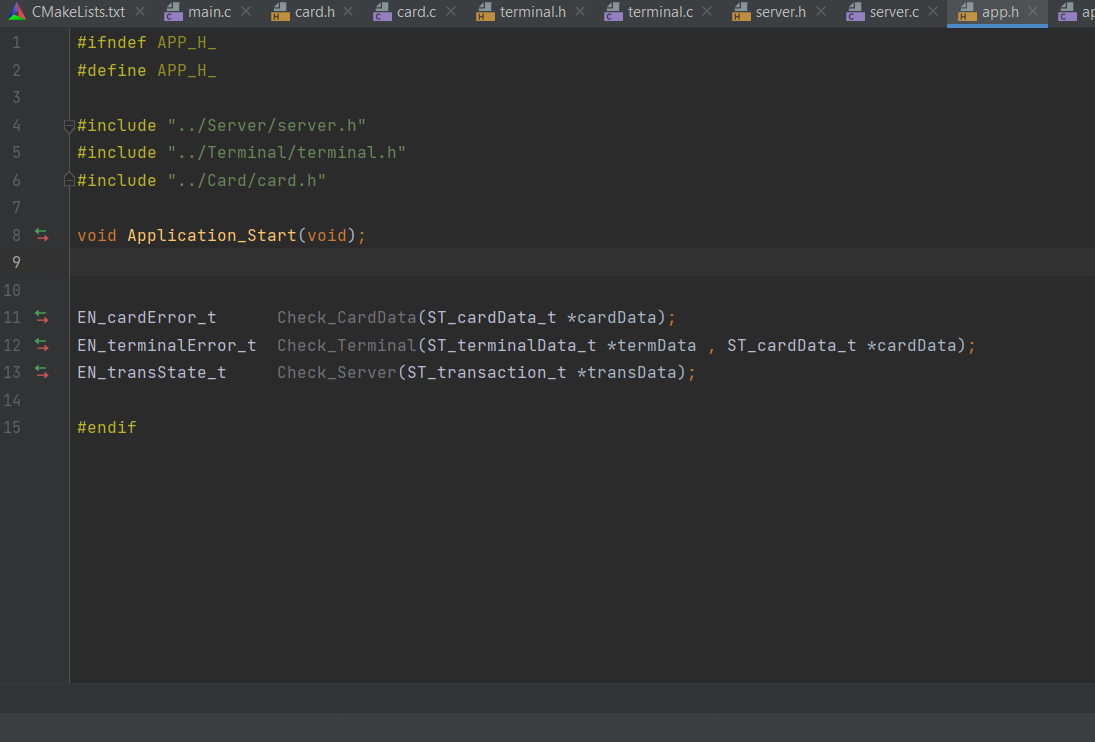 CMakeLists.txt main.c card.h card.c terminal.h terminal.c server.h server.c app.h
1 #ifndef APP_H_
2 #define APP_H_
3
4 #include "../Server/server.h"
5 #include "../Terminal/terminal.h"
6 #include "../Card/card.h"
7
8 void Application_Start(void);
9
10
11 EN_cardError_t Check_CardData(ST_cardData_t *cardData);
12 EN_terminalError_t Check_Terminal(ST_terminalData_t *termData , ST_cardData_t *cardData);
13 EN_transState_t Check_Server(ST_transaction_t *transData);
14
15 #endif